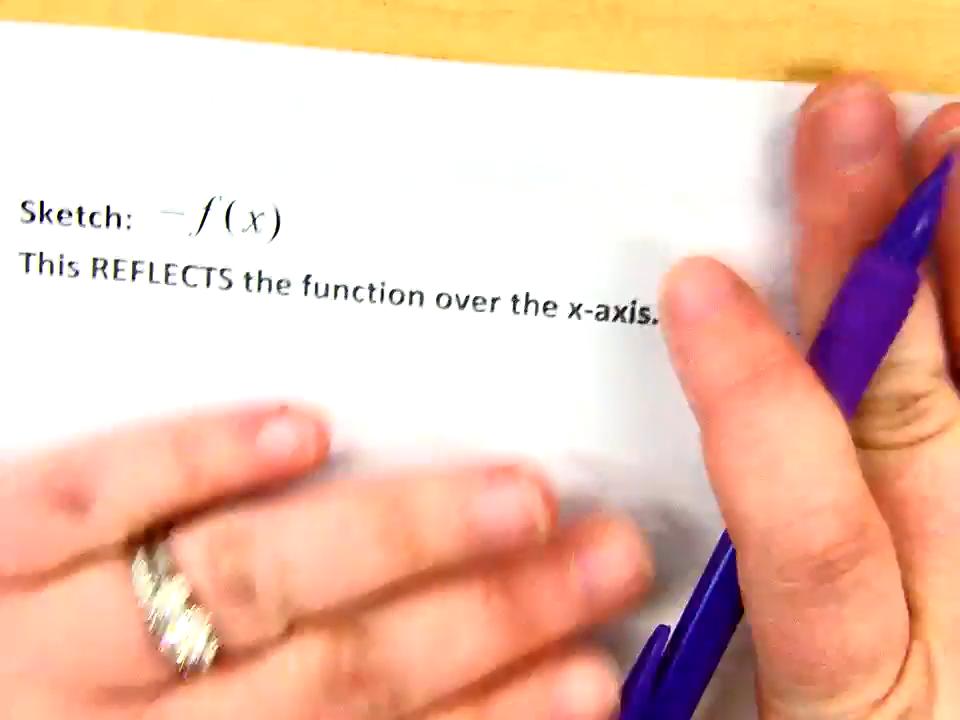 Sketch: -f(x)
This REFLECTS the function over the x-axis.